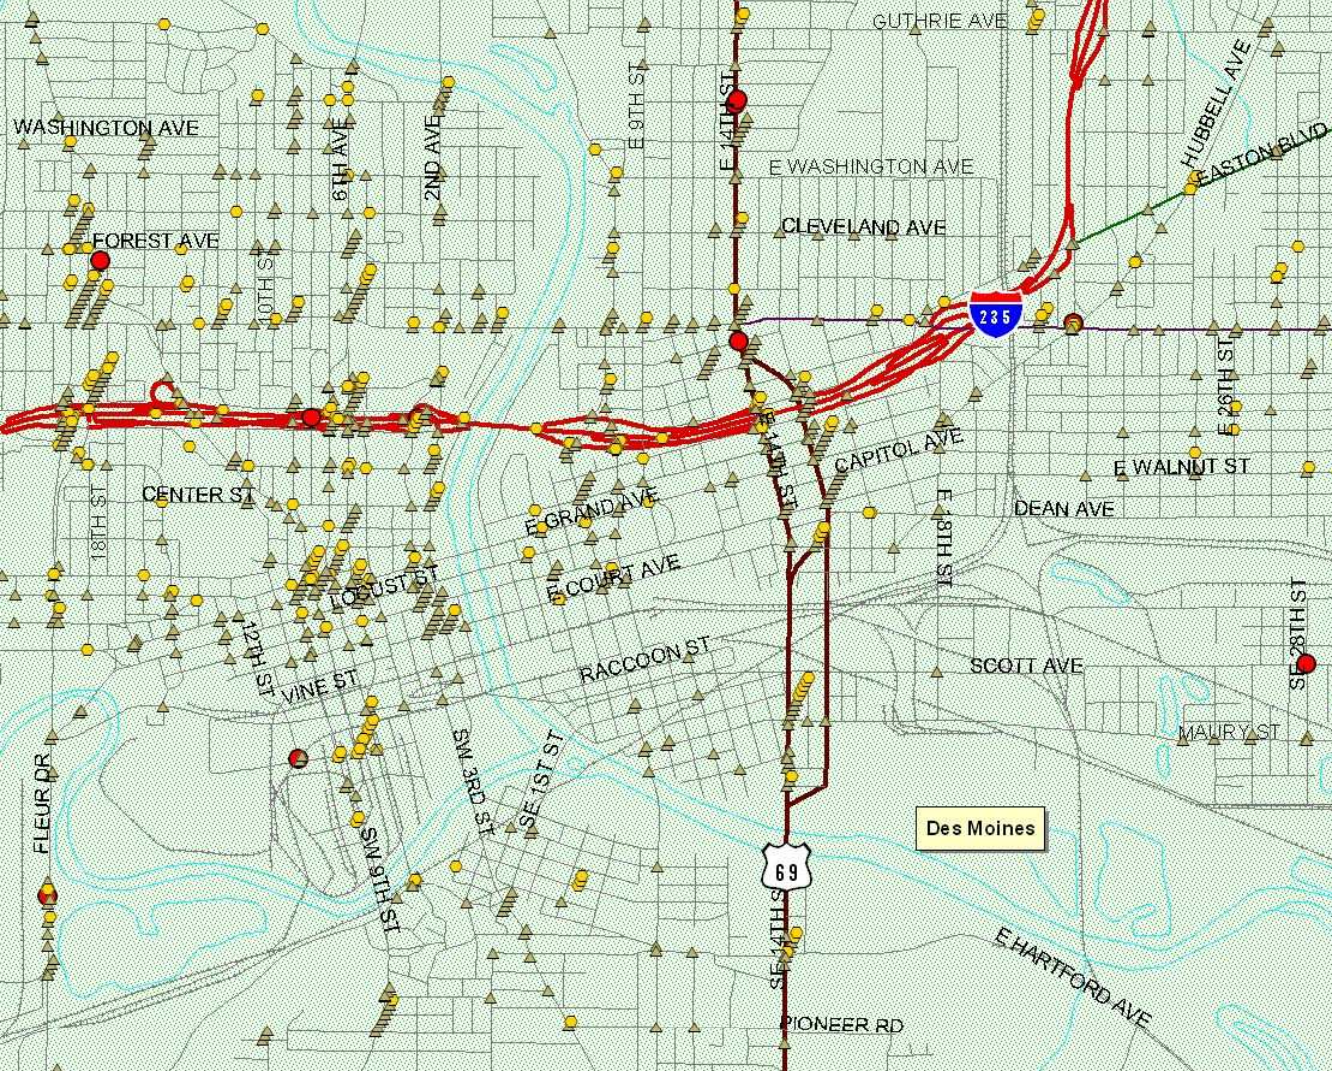 GUTHRIE AVE
HUBBELL AVE
E 9TH ST
E 14TH ST
WASHINGTON AVE
6TH AVE
2ND AVE
EASTON BLVD
E WASHINGTON AVE
CLEVELAND AVE
FOREST AVE
10TH ST
235
E 26TH ST
E 14TH ST
CAPITOL AVE
E WALNUT ST
CENTER ST
18TH ST
E GRAND AVE
DEAN AVE
E 18TH ST
LOCUST ST
E COURT AVE
SE 28TH ST
12TH ST
RACCOON ST
SCOTT AVE
VINE ST
MAURY ST
FLEUR DR
SW 3RD ST
SE 1ST ST
Des Moines
SW 9TH ST
69
SE 14TH S
E HARTFORD AVE
PIONEER RD